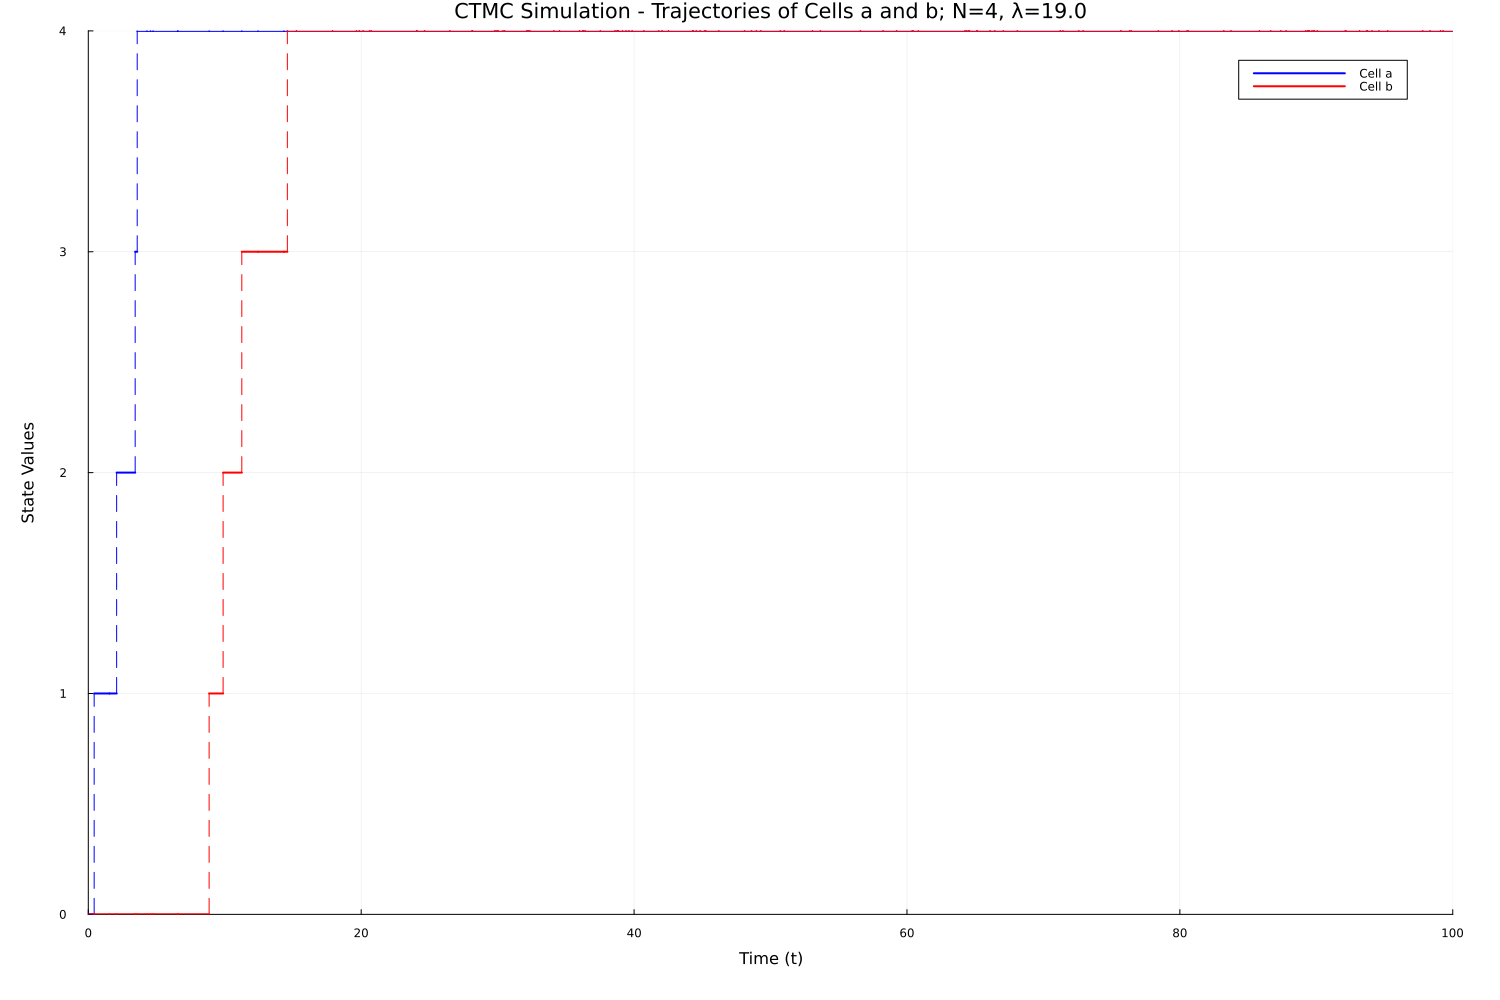 CTMC Simulation - Trajectories of Cells a and b; N=4, λ=19.0
4
Cell a
Cell b
3
State Values
2
1
0
0 20 40 60 80 100
Time (t)